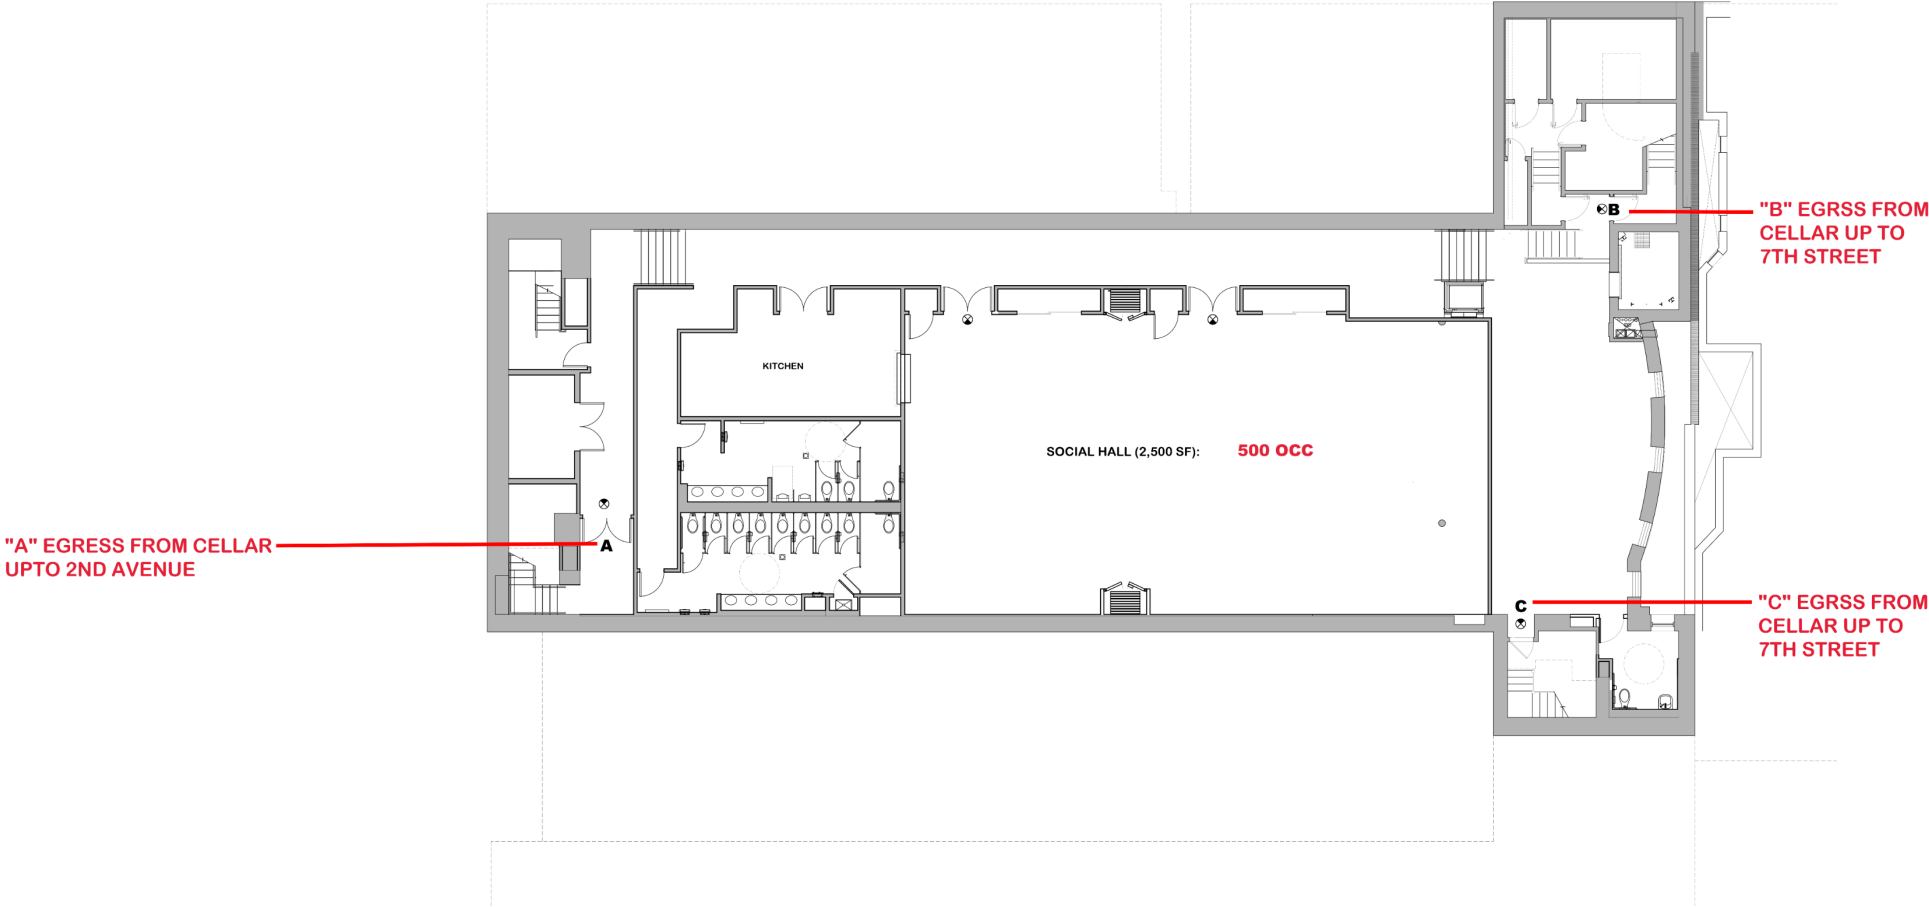 "B" EGRSS FROM
CELLAR UP TO
7TH STREET
B
KITCHEN
SOCIAL HALL (2,500 SF): 500 OCC
"A" EGRESS FROM CELLAR
UPTO 2ND AVENUE
A
C
"C" EGRSS FROM
CELLAR UP TO
7TH STREET